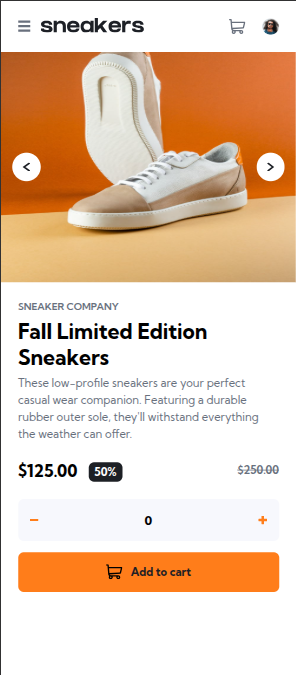 sneakers
SNEAKER COMPANY
Fall Limited Edition
Sneakers
These low-profile sneakers are your perfect
casual wear companion. Featuring a durable
rubber outer sole, they'll withstand everything
the weather can offer.
$125.00 50% $250.00
− 0 +
Add to cart